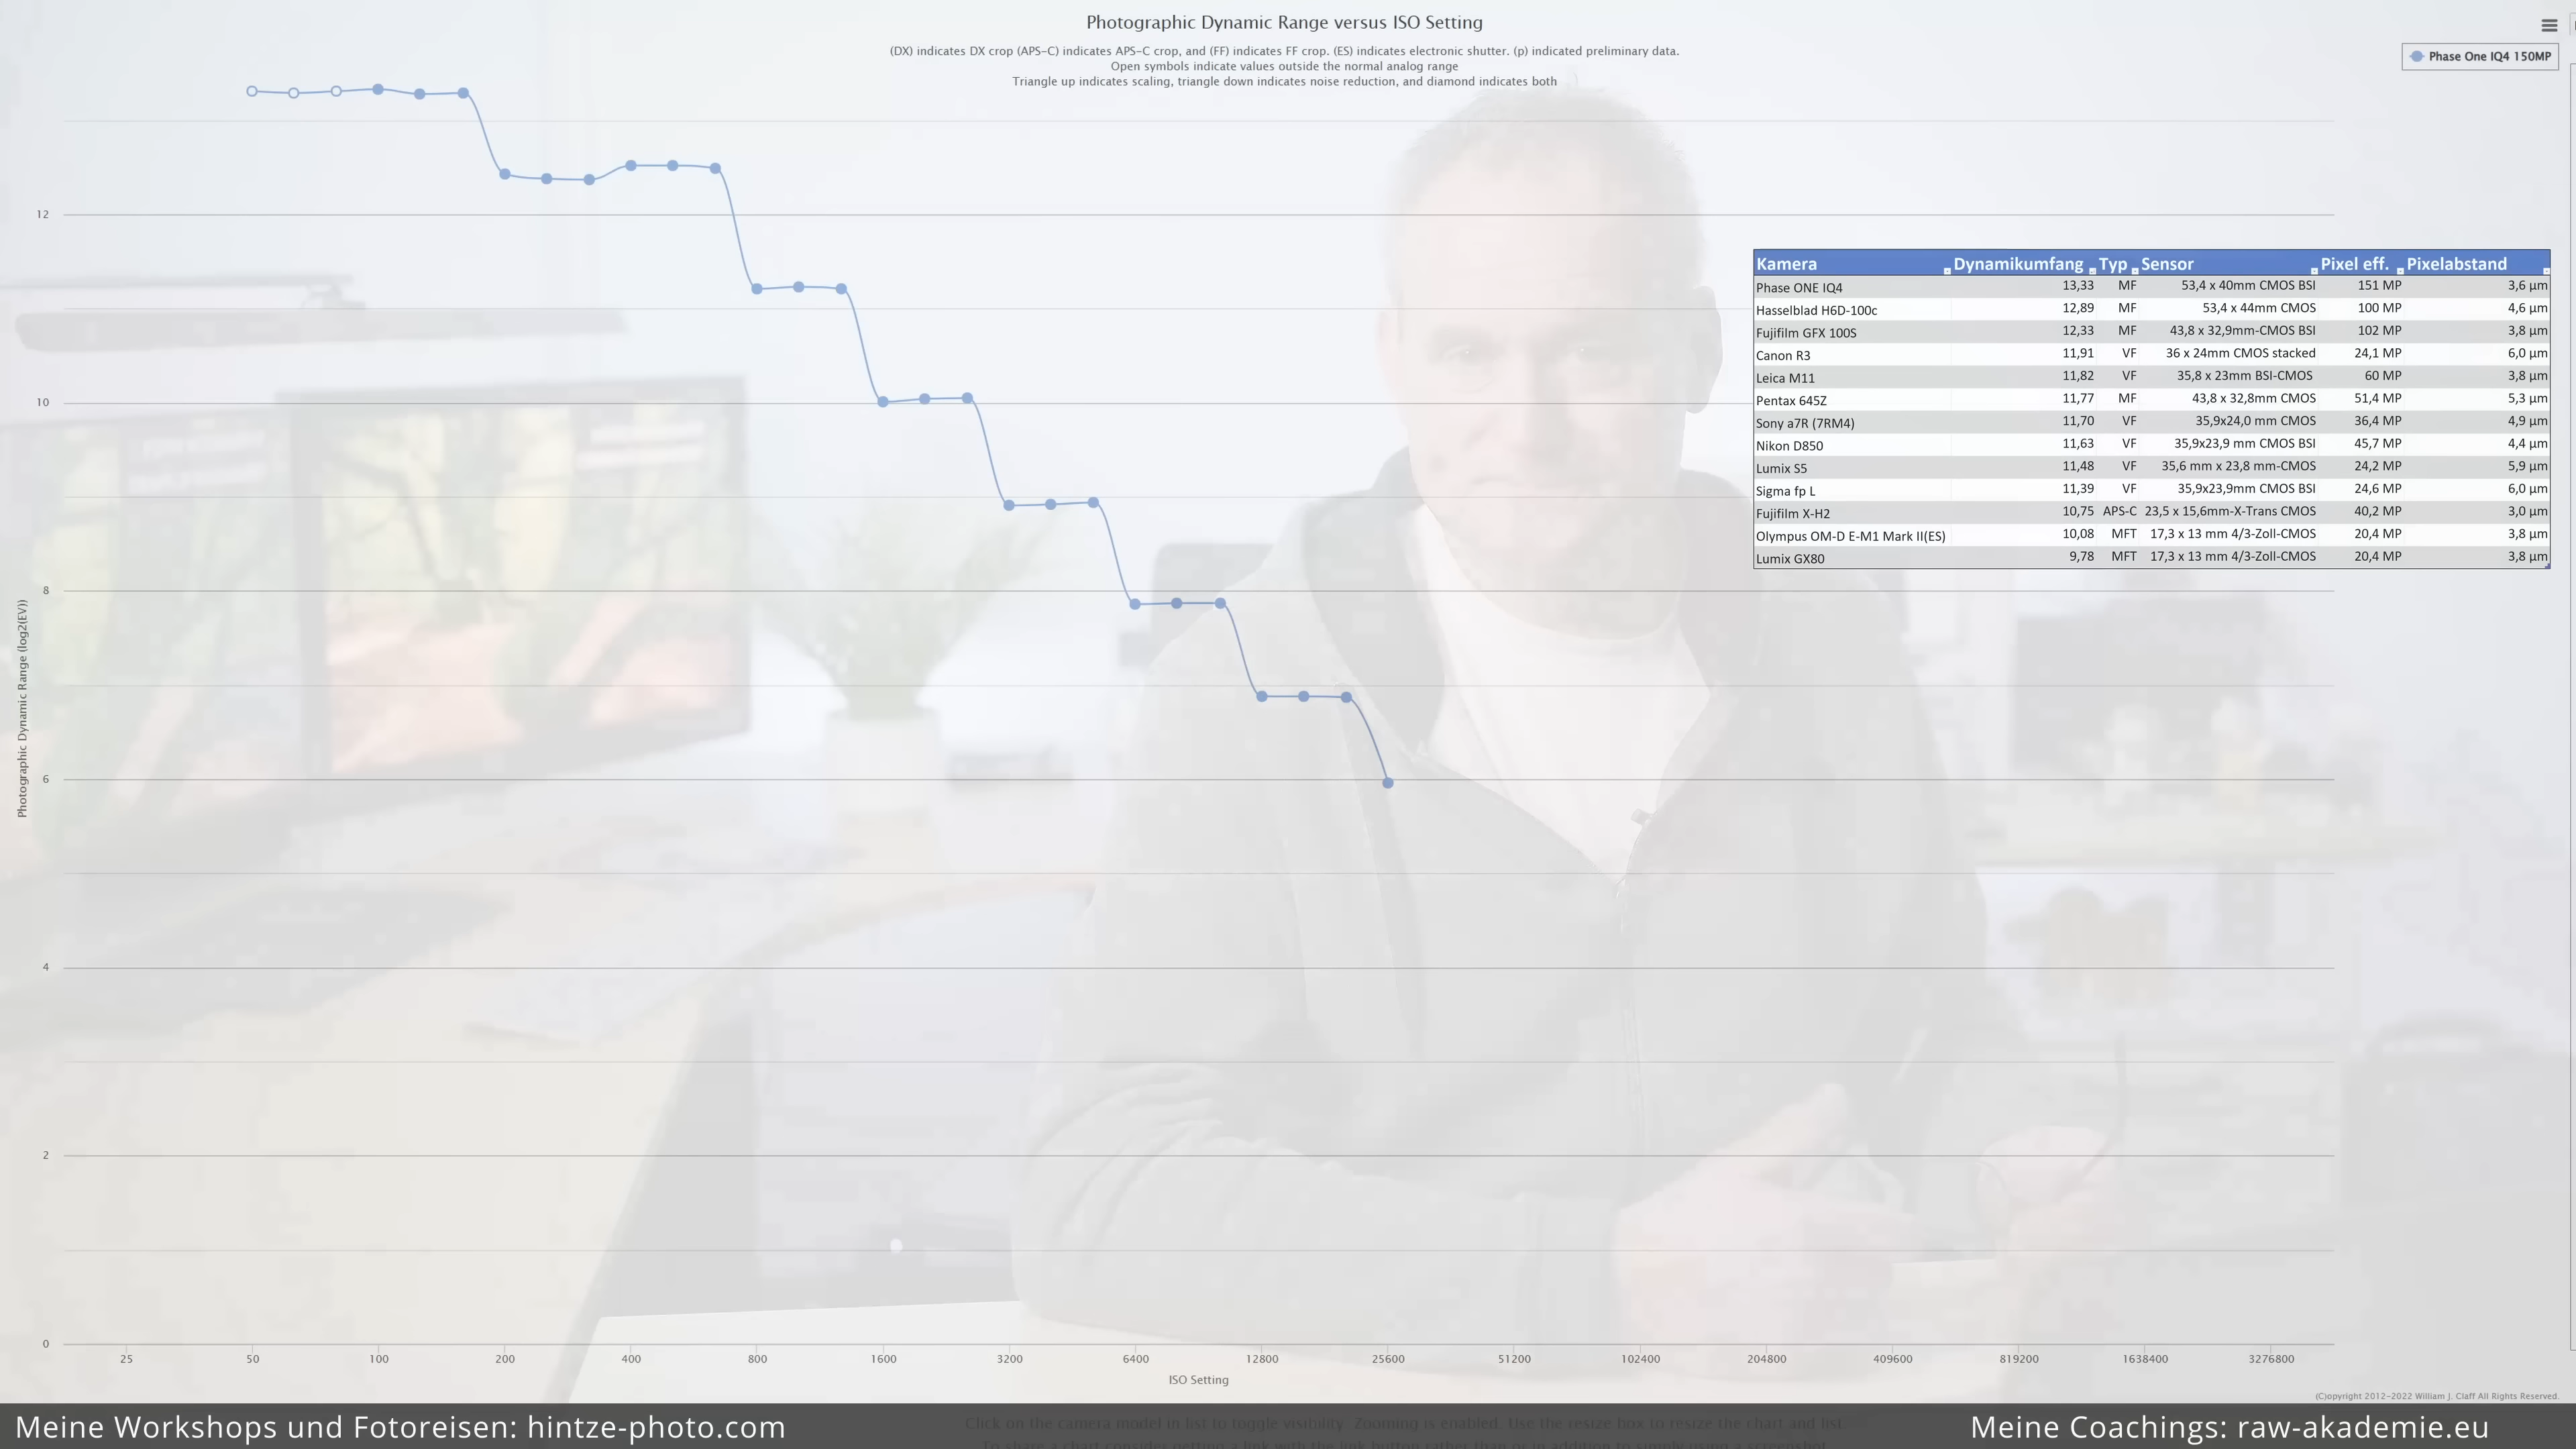 Photographic Dynamic Range versus ISO Setting
(DX) indicates DX crop (APS-C) indicates APS-C crop, and (FF) indicates FF crop. (ES) indicates electronic shutter. (p) indicated preliminary data.
Open symbols indicate values outside the normal analog range
Triangle up indicates scaling, triangle down indicates noise reduction, and diamond indicates both
Phase One IQ4 150MP
Photographic Dynamic Range (log2(EV))
12
10
8
6
4
2
0
Kamera Dynamikumfang Typ Sensor Pixel eff. Pixelabstand
Phase ONE IQ4 13,33 MF 53,4 x 40mm CMOS BSI 151 MP 3,6 µm
Hasselblad H6D-100c 12,89 MF 53,4 x 44mm CMOS 100 MP 4,6 µm
Fujifilm GFX 100S 12,33 MF 43,8 x 32,9mm-CMOS BSI 102 MP 3,8 µm
Canon R3 11,91 VF 36 x 24mm CMOS stacked 24,1 MP 6,0 µm
Leica M11 11,82 VF 35,8 x 23mm BSI-CMOS 60 MP 3,8 µm
Pentax 645Z 11,77 MF 43,8 x 32,8mm CMOS 51,4 MP 5,3 µm
Sony a7R (7RM4) 11,70 VF 35,9x24,0 mm CMOS 36,4 MP 4,9 µm
Nikon D850 11,63 VF 35,9x23,9 mm CMOS BSI 45,7 MP 4,4 µm
Lumix S5 11,48 VF 35,6 mm x 23,8 mm-CMOS 24,2 MP 5,9 µm
Sigma fp L 11,39 VF 35,9x23,9mm CMOS BSI 24,6 MP 6,0 µm
Fujifilm X-H2 10,75 APS-C 23,5 x 15,6mm-X-Trans CMOS 40,2 MP 3,0 µm
Olympus OM-D E-M1 Mark II(ES) 10,08 MFT 17,3 x 13 mm 4/3-Zoll-CMOS 20,4 MP 3,8 µm
Lumix GX80 9,78 MFT 17,3 x 13 mm 4/3-Zoll-CMOS 20,4 MP 3,8 µm
25 50 100 200 400 800 1600 3200 6400 12800 25600 51200 102400 204800 409600 819200 1638400 3276800
ISO Setting
(C)opyright 2012-2022 William J. Claff All Rights Reserved.
Meine Workshops und Fotoreisen: hintze-photo.com
Click on the camera model in list to toggle visibility. Zooming is enabled. Use the resize box to resize the chart and list.
Meine Coachings: raw-akademie.eu